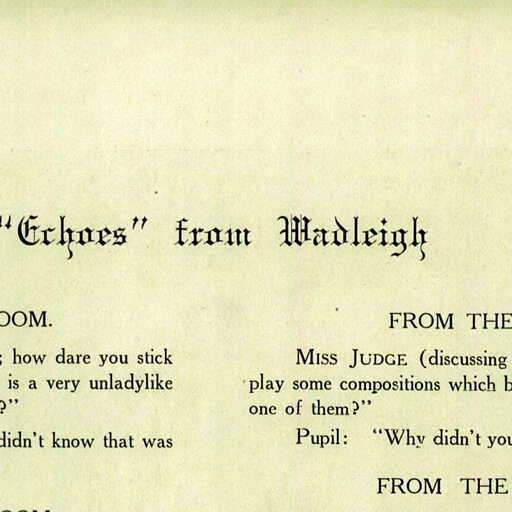 "Echoes" from Wadleigh
OOM.
; how dare you stick
is a very unladylike
?"
didn't know that was
OOM
FROM THE
MISS JUDGE (discussing
play some compositions which b
one of them?"
Pupil: "Why didn't you
FROM THE